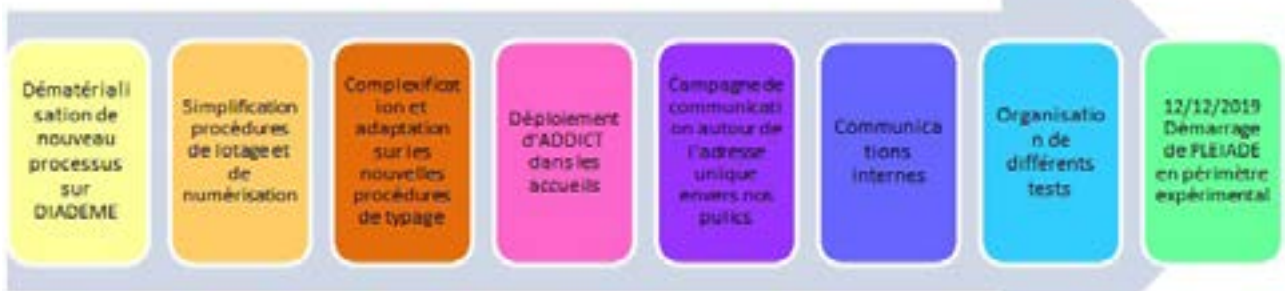 Dématériali
sation de
nouveau
processus
sur
DIADEME
Simplification
procédures
de lotage et
de
numérisation
Complexificat
ion et
adaptation
sur les
nouvelles
procédures
de typage
Déploiement
d'ADDICT
dans les
accueils
Campagne de
communicati
on autour de
l'adresse
unique
envers nos
pulics
Communica
tions
internes
Organisatio
n de
différents
tests
12/12/2019
Démarrage
de PLEIADE
en périmètre
expérimental